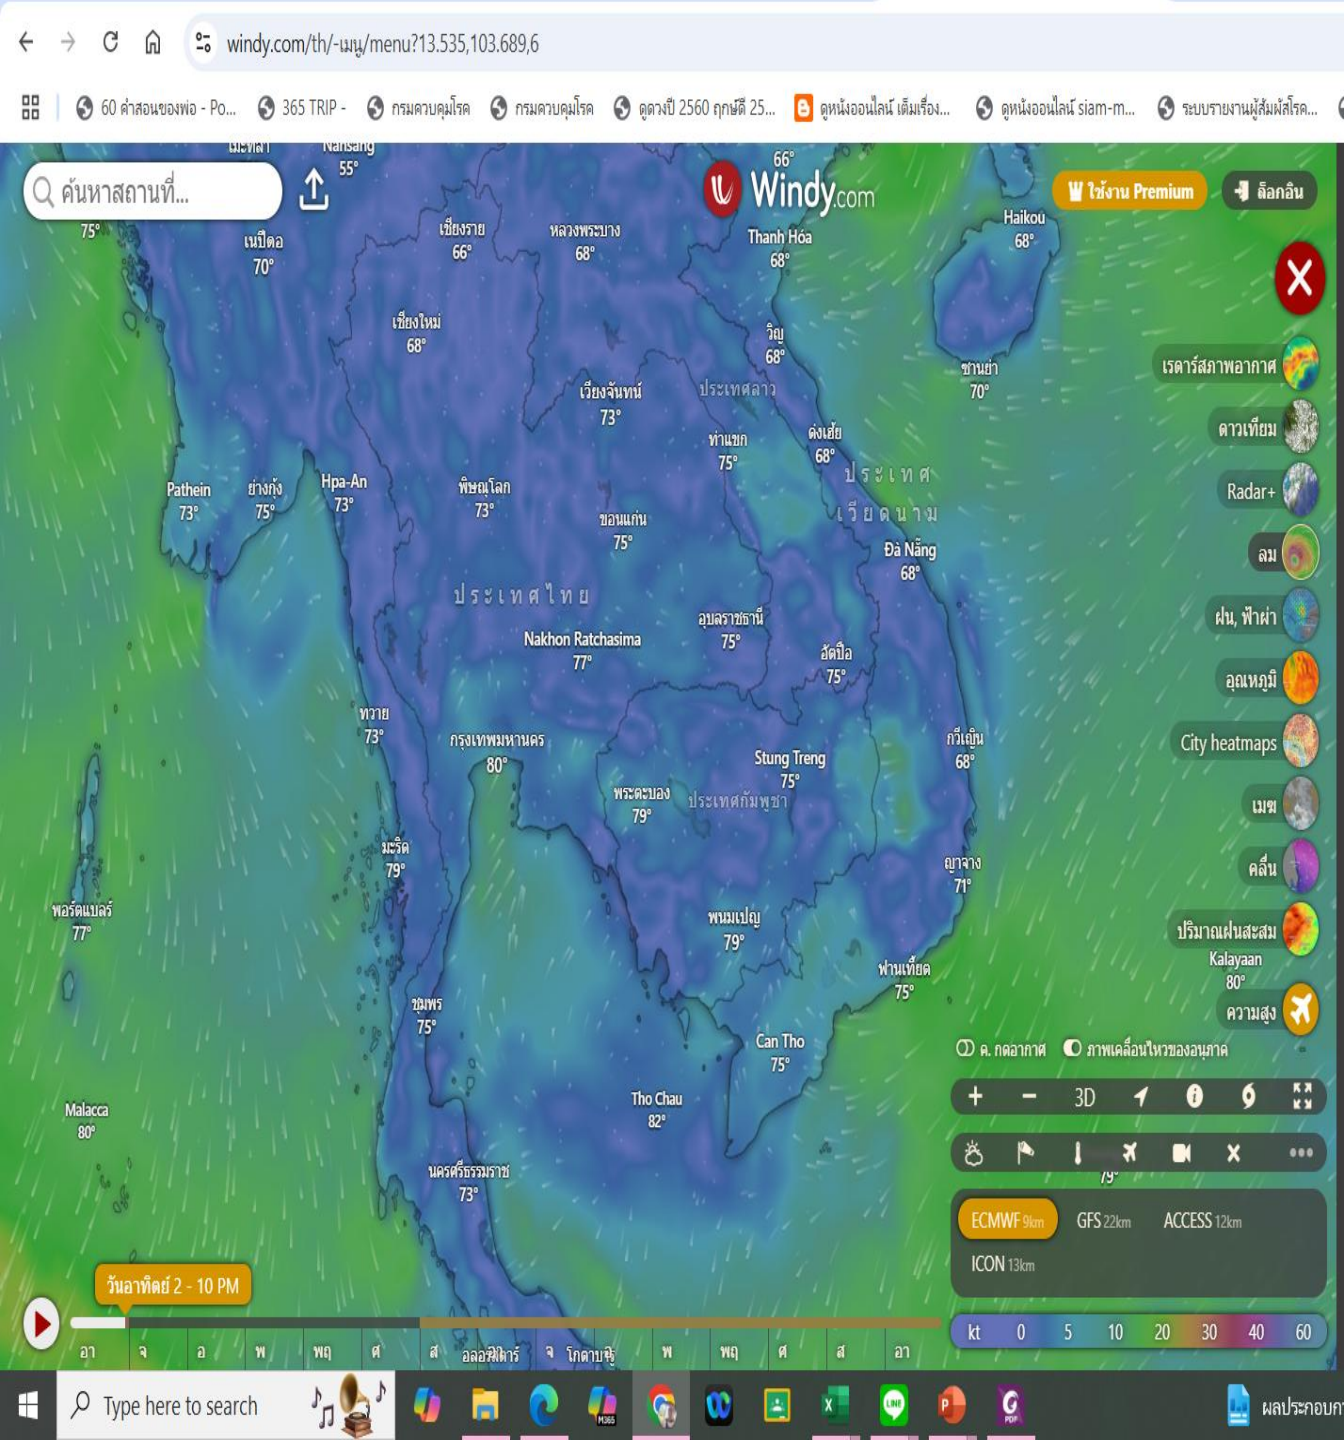 windy.com/th/-เมนู/menu?13.535,103.689,6
60 คำสอนของพ่อ - Po...
365 TRIP -
กรมควบคุมโรค
กรมควบคุมโรค
ดูดวงปี 2560 ฤกษ์ดี 25...
ดูหนังออนไลน์ เต็มเรื่อง...
ดูหนังออนไลน์ siam-m...
ระบบรายงานผู้สัมผัสโรค...
เมะทีลา
Nansang
55°
66°
ค้นหาสถานที่...
Windy.com
ใช้งาน Premium
ล็อกอิน
75°
เนปีดอ
70°
เชียงราย
66°
หลวงพระบาง
68°
Thanh Hóa
68°
Haikou
68°
เชียงใหม่
68°
วิญ
68°
เรดาร์สภาพอากาศ
ซานย่า
70°
เวียงจันทน์
73°
ประเทศลาว
ดาวเทียม
ท่าแขก
75°
ด่งเฮ้ย
68°
ประเทศ
เวียดนาม
Radar+
Pathein
73°
ย่างกุ้ง
75°
Hpa-An
73°
พิษณุโลก
73°
ขอนแก่น
75°
Đà Nẵng
68°
ลม
ประเทศไทย
ฝน, ฟ้าผ่า
Nakhon Ratchasima
77°
อุบลราชธานี
75°
อัตปือ
75°
อุณหภูมิ
ทวาย
73°
กรุงเทพมหานคร
80°
Stung Treng
75°
กวีเญิน
68°
City heatmaps
พระตะบอง
79°
ประเทศกัมพูชา
เมฆ
มะริด
79°
ญาจาง
71°
คลื่น
พอร์ตแบลร์
77°
พนมเปญ
79°
ปริมาณฝนสะสม
ฟานเทื้ยต
75°
Kalayaan
80°
ชุมพร
75°
ความสูง
Can Tho
75°
ค. กดอากาศ
ภาพเคลื่อนไหวของอนุภาค
Malacca
80°
Tho Chau
82°
3D
นครศรีธรรมราช
73°
79°
ECMWF 9km
GFS 22km
ACCESS 12km
ICON 13km
วันอาทิตย์ 2 - 10 PM
kt 0 5 10 20 30 40 60
อา จ อ พ พฤ ศ ส
อลอร์สตาร์
จ
โกตาบารู
พ พฤ ศ ส อา
Type here to search
M365
LINE
PDF
ผลประกอบกา